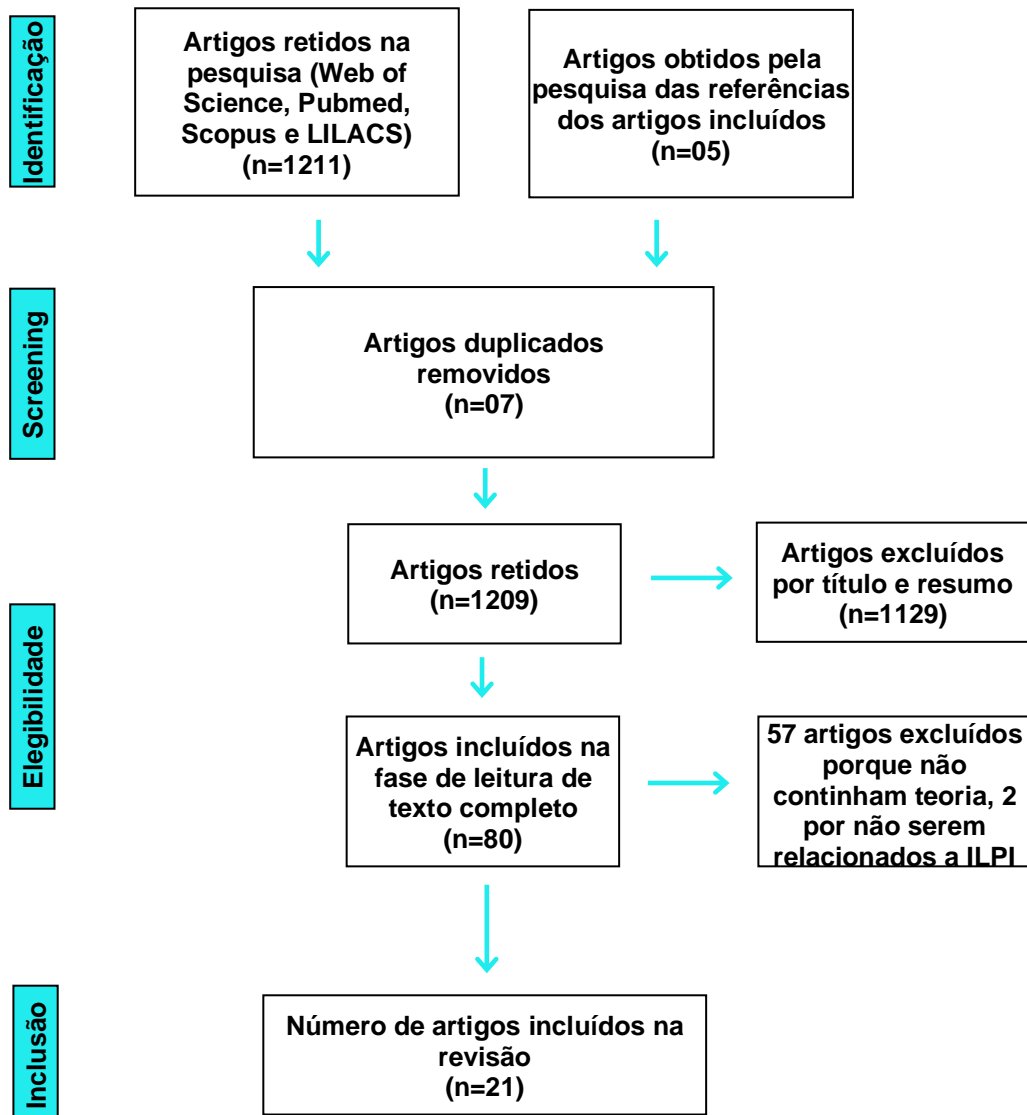 Identificação
Artigos retidos na
pesquisa (Web of
Science, Pubmed,
Scopus e LILACS)
(n=1211)
Artigos obtidos pela
pesquisa das referências
dos artigos incluídos
(n=05)
Screening
Artigos duplicados
removidos
(n=07)
Elegibilidade
Artigos retidos
(n=1209)
Artigos excluídos
por título e resumo
(n=1129)
Artigos incluídos na
fase de leitura de
texto completo
(n=80)
57 artigos excluídos
porque não
continham teoria, 2
por não serem
relacionados a ILPI
Inclusão
Número de artigos incluídos na
revisão
(n=21)